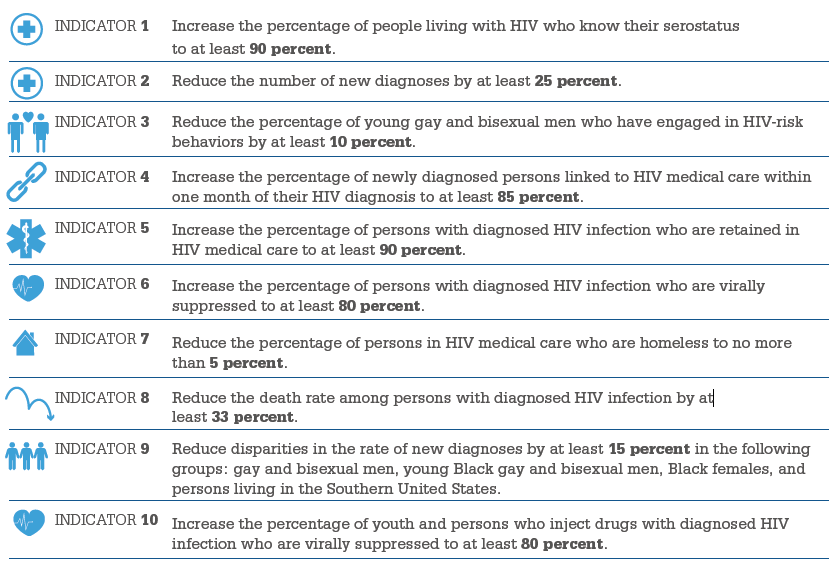 INDICATOR 1 Increase the percentage of people living with HIV who know their serostatus
to at least 90 percent.
INDICATOR 2 Reduce the number of new diagnoses by at least 25 percent.
INDICATOR 3 Reduce the percentage of young gay and bisexual men who have engaged in HIV-risk
behaviors by at least 10 percent.
INDICATOR 4 Increase the percentage of newly diagnosed persons linked to HIV medical care within
one month of their HIV diagnosis to at least 85 percent.
INDICATOR 5 Increase the percentage of persons with diagnosed HIV infection who are retained in
HIV medical care to at least 90 percent.
INDICATOR 6 Increase the percentage of persons with diagnosed HIV infection who are virally
suppressed to at least 80 percent.
INDICATOR 7 Reduce the percentage of persons in HIV medical care who are homeless to no more
than 5 percent.
INDICATOR 8 Reduce the death rate among persons with diagnosed HIV infection by at
least 33 percent.
INDICATOR 9 Reduce disparities in the rate of new diagnoses by at least 15 percent in the following
groups: gay and bisexual men, young Black gay and bisexual men, Black females, and
persons living in the Southern United States.
INDICATOR 10 Increase the percentage of youth and persons who inject drugs with diagnosed HIV
infection who are virally suppressed to at least 80 percent.